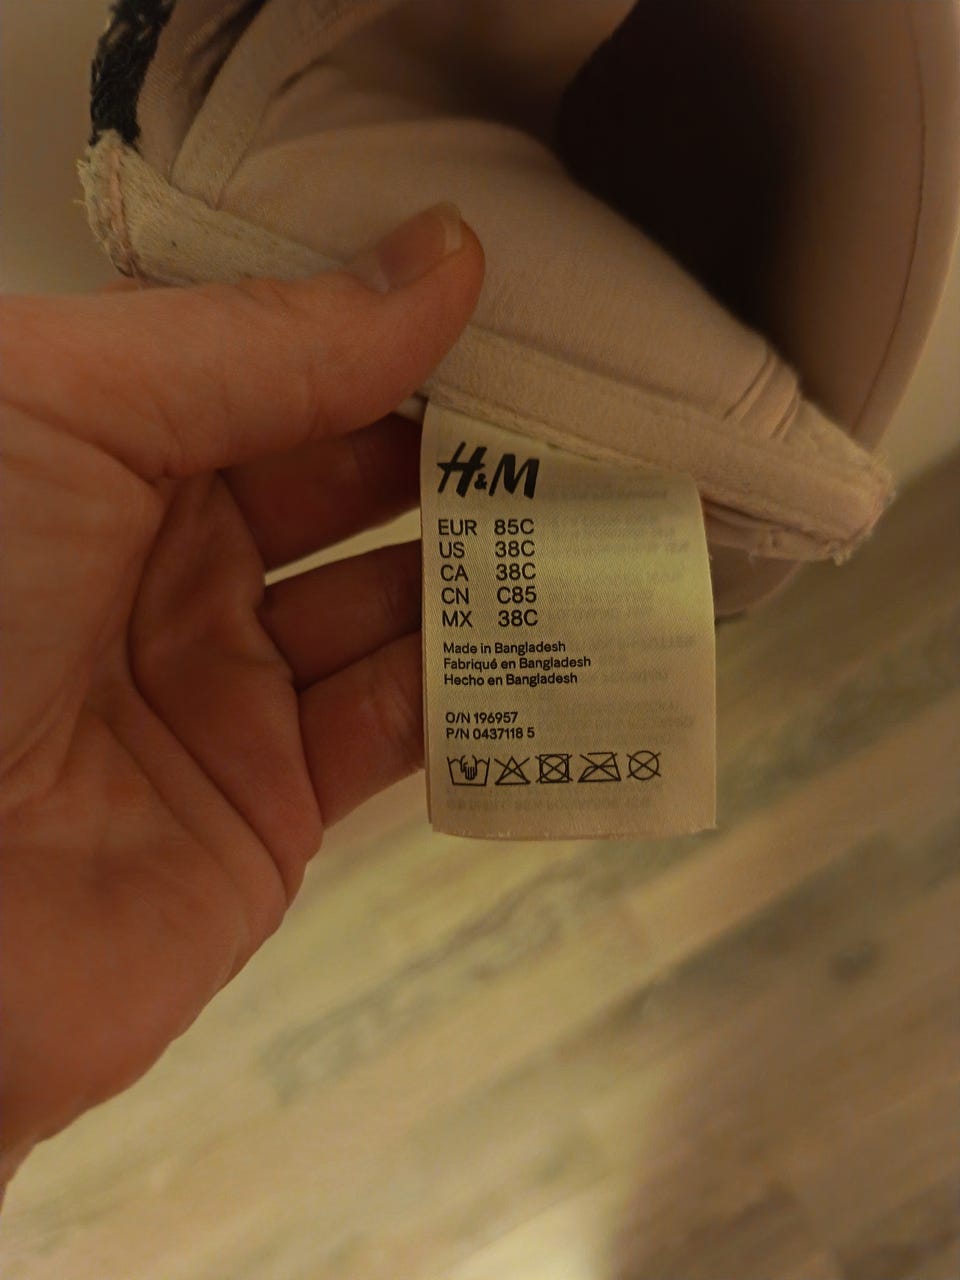 H&M
EUR 85C
US 38C
CA 38C
CN C85
MX 38C
Made in Bangladesh
Fabriqué en Bangladesh
Hecho en Bangladesh
O/N 196957
P/N 0437118 5